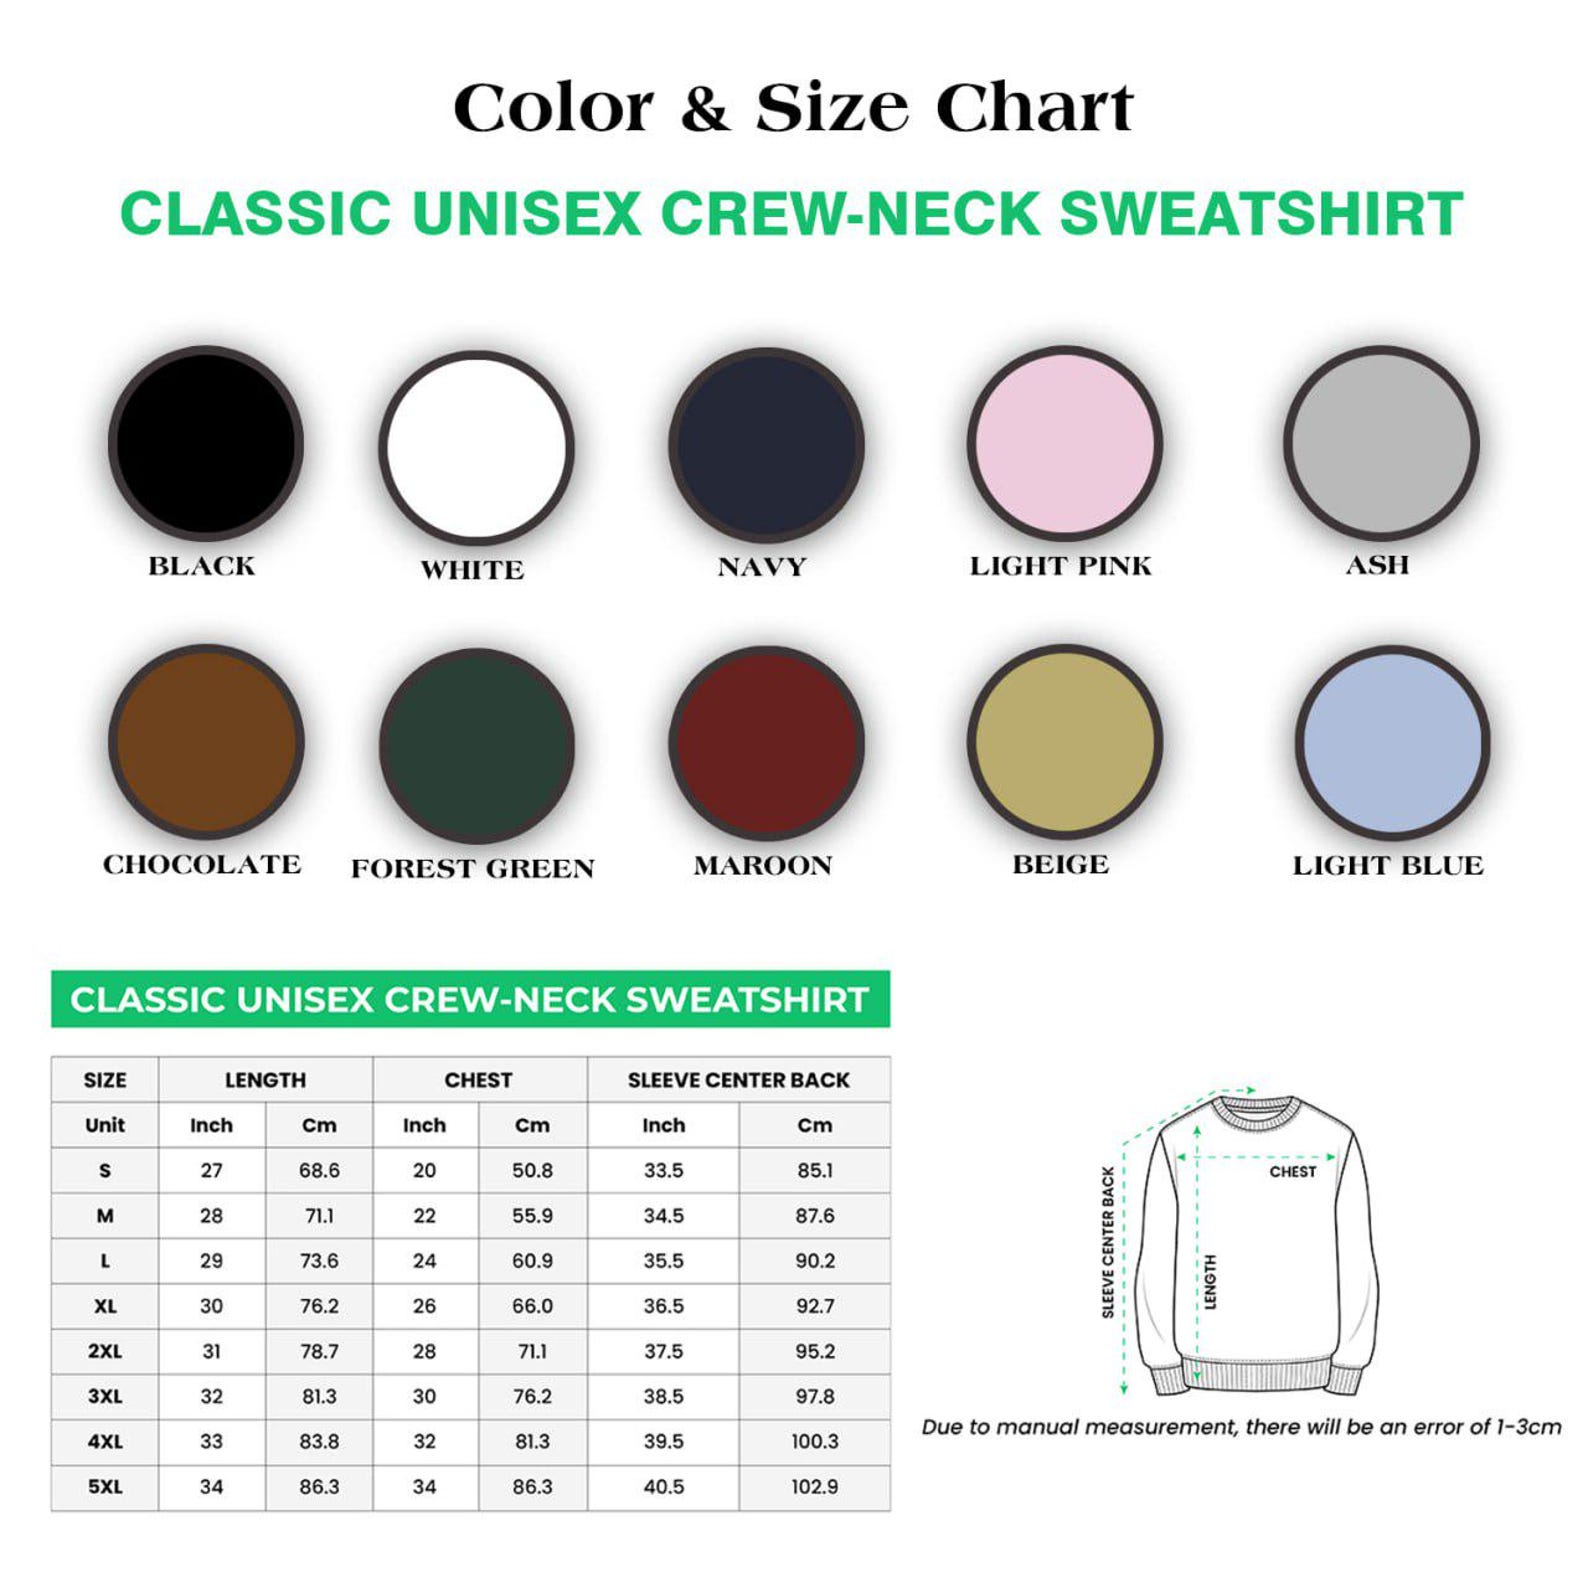 Color & Size Chart
CLASSIC UNISEX CREW-NECK SWEATSHIRT
BLACK
WHITE
NAVY
LIGHT PINK
ASH
CHOCOLATE
FOREST GREEN
MAROON
BEIGE
LIGHT BLUE
CLASSIC UNISEX CREW-NECK SWEATSHIRT
SIZE LENGTH CHEST SLEEVE CENTER BACK
Unit Inch Cm Inch Cm Inch Cm
S 27 68.6 20 50.8 33.5 85.1
M 28 71.1 22 55.9 34.5 87.6
L 29 73.6 24 60.9 35.5 90.2
XL 30 76.2 26 66.0 36.5 92.7
2XL 31 78.7 28 71.1 37.5 95.2
3XL 32 81.3 30 76.2 38.5 97.8
4XL 33 83.8 32 81.3 39.5 100.3
5XL 34 86.3 34 86.3 40.5 102.9
CHEST
SLEEVE CENTER BACK
LENGTH
Due to manual measurement, there will be an error of 1-3cm